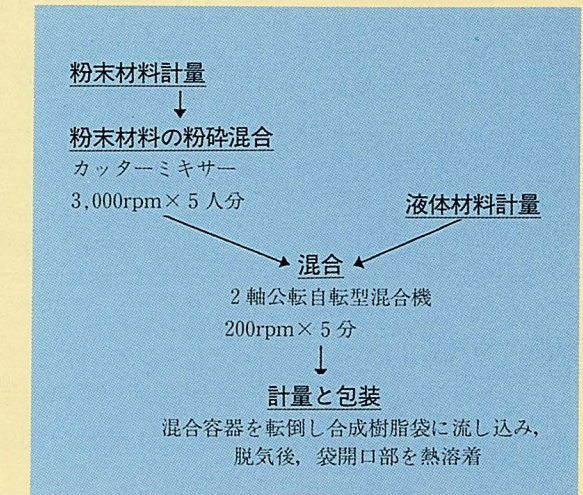 粉末材料計量
粉末材料の粉砕混合
カッターミキサー
3,000rpm×5人分
液体材料計量
混合
2軸公転自転型混合機
200rpm×5分
計量と包装
混合容器を転倒し合成樹脂袋に流し込み,
脱気後, 袋開口部を熱溶着